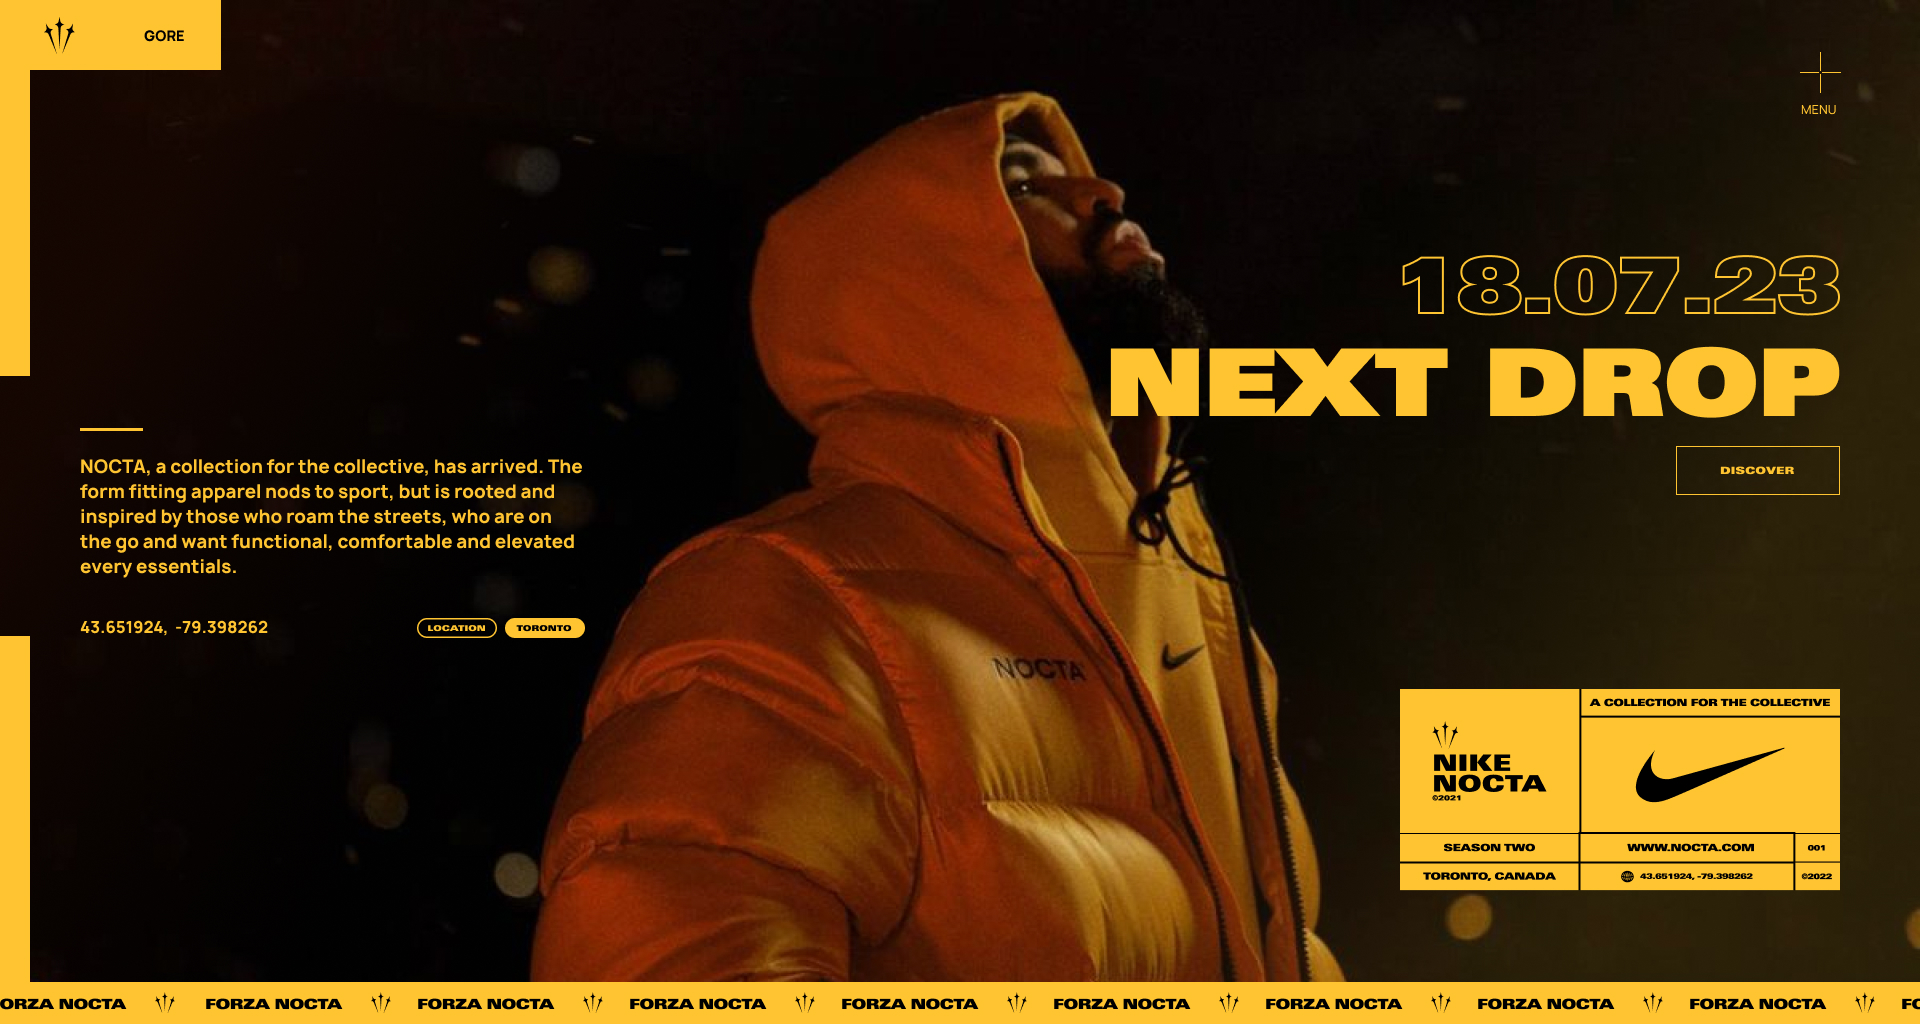 GORE
MENU
18.07.23
NEXT DROP
DISCOVER
NOCTA, a collection for the collective, has arrived. The
form fitting apparel nods to sport, but is rooted and
inspired by those who roam the streets, who are on
the go and want functional, comfortable and elevated
every essentials.
43.651924, -79.398262
LOCATION
TORONTO
NOCTA
NIKE
NOCTA
©2021
A COLLECTION FOR THE COLLECTIVE
SEASON TWO
WWW.NOCTA.COM
001
TORONTO, CANADA
43.651924, -79.398262
©2022
ORZA NOCTA FORZA NOCTA FORZA NOCTA FORZA NOCTA FORZA NOCTA FORZA NOCTA FORZA NOCTA FORZA NOCTA FORZA NOCTA FO